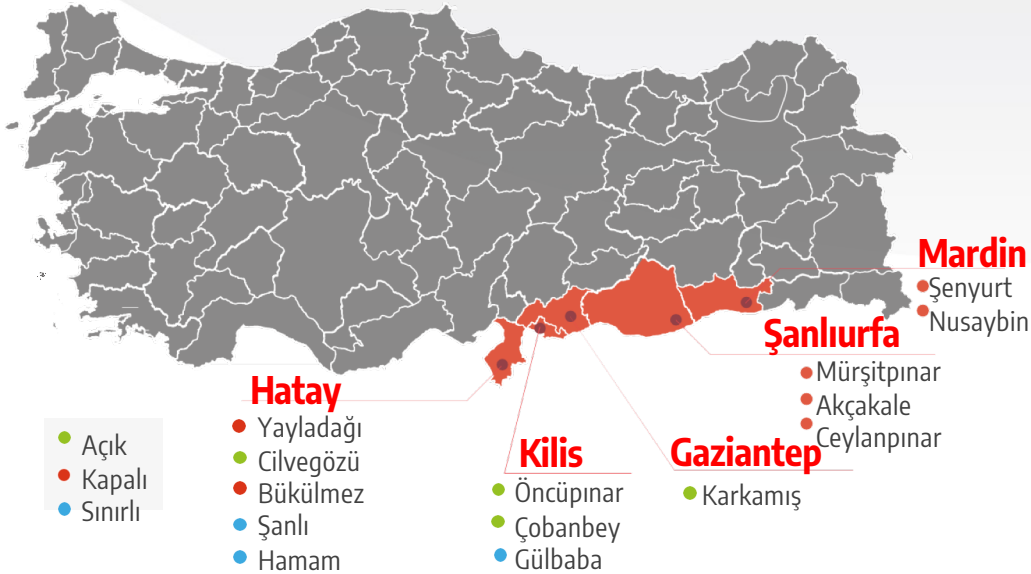 Mardin
Şenyurt
Nusaybin
Şanlıurfa
Mürşitpınar
Akçakale
Ceylanpınar
Hatay
Yayladağı
Cilvegözü
Bükülmez
Şanlı
Hamam
Kilis
Öncüpınar
Çobanbey
Gülbaba
Gaziantep
Karkamış
Açık
Kapalı
Sınırlı